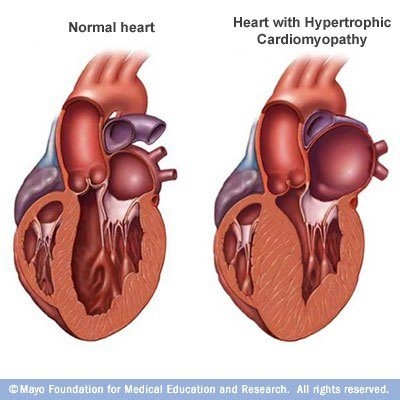 Normal heart
Heart with Hypertrophic
Cardiomyopathy
© Mayo Foundation for Medical Education and Research. All rights reserved.